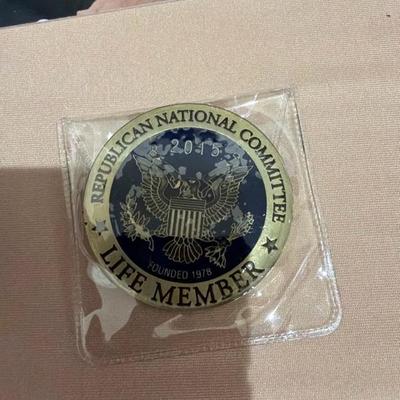 REPUBLICAN NATIONAL COMMITTEE
2015
FOUNDED 1978
LIFE MEMBER